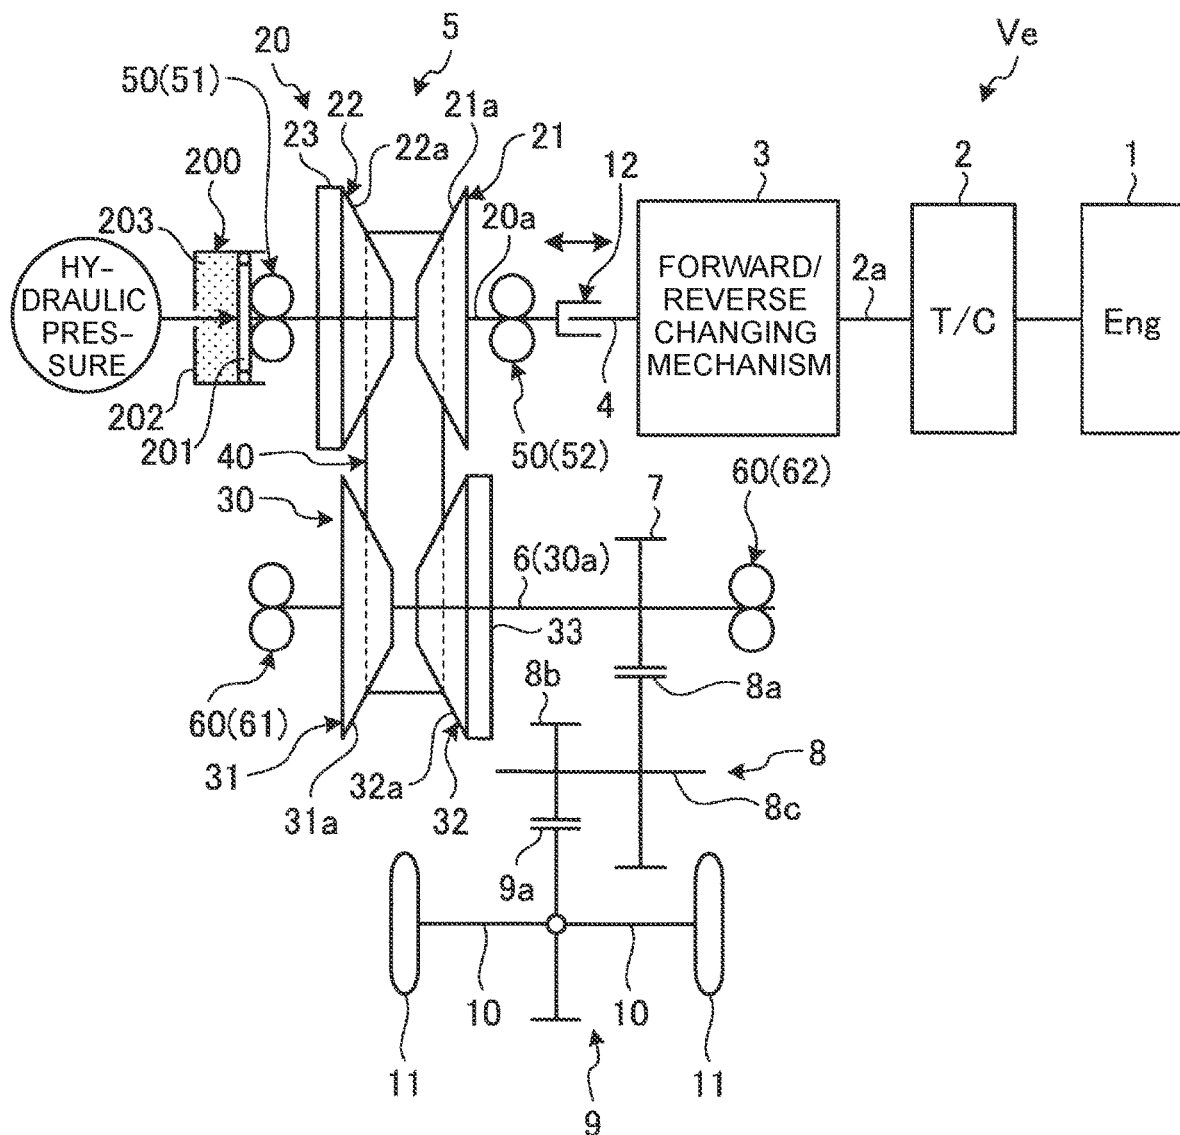 Ve
5
20
50(51)
22
21a
23
22a
21
200
12
3
2
1
20a
203
HY-
DRAULIC
PRES-
SURE
FORWARD/
REVERSE
CHANGING
MECHANISM
2a
T/C
Eng
202
201
4
40
50(52)
60(62)
30
7
6(30a)
33
8b
8a
60(61)
31
31a
32a
32
8
8c
9a
10
10
11
11
9